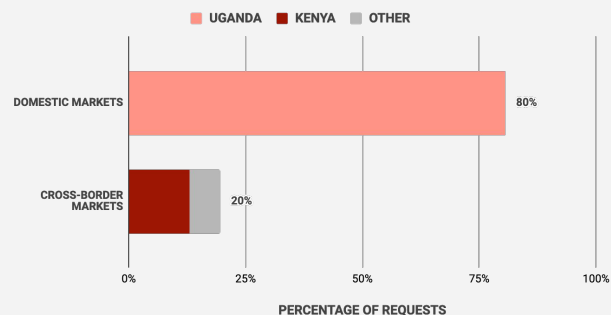 UGANDA KENYA OTHER
DOMESTIC MARKETS
80%
CROSS-BORDER
MARKETS
20%
0% 25% 50% 75% 100%
PERCENTAGE OF REQUESTS